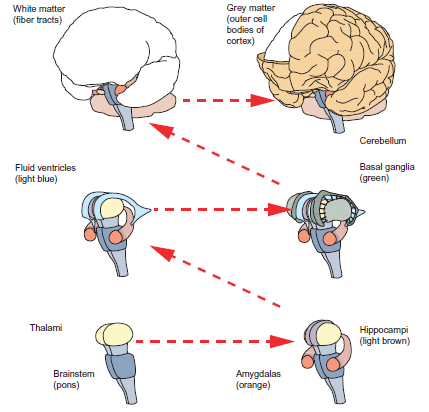 White matter
(fiber tracts)
Grey matter
(outer cell
bodies of
cortex)
Cerebellum
Fluid ventricles
(light blue)
Basal ganglia
(green)
Thalami
Brainstem
(pons)
Amygdalas
(orange)
Hippocampi
(light brown)